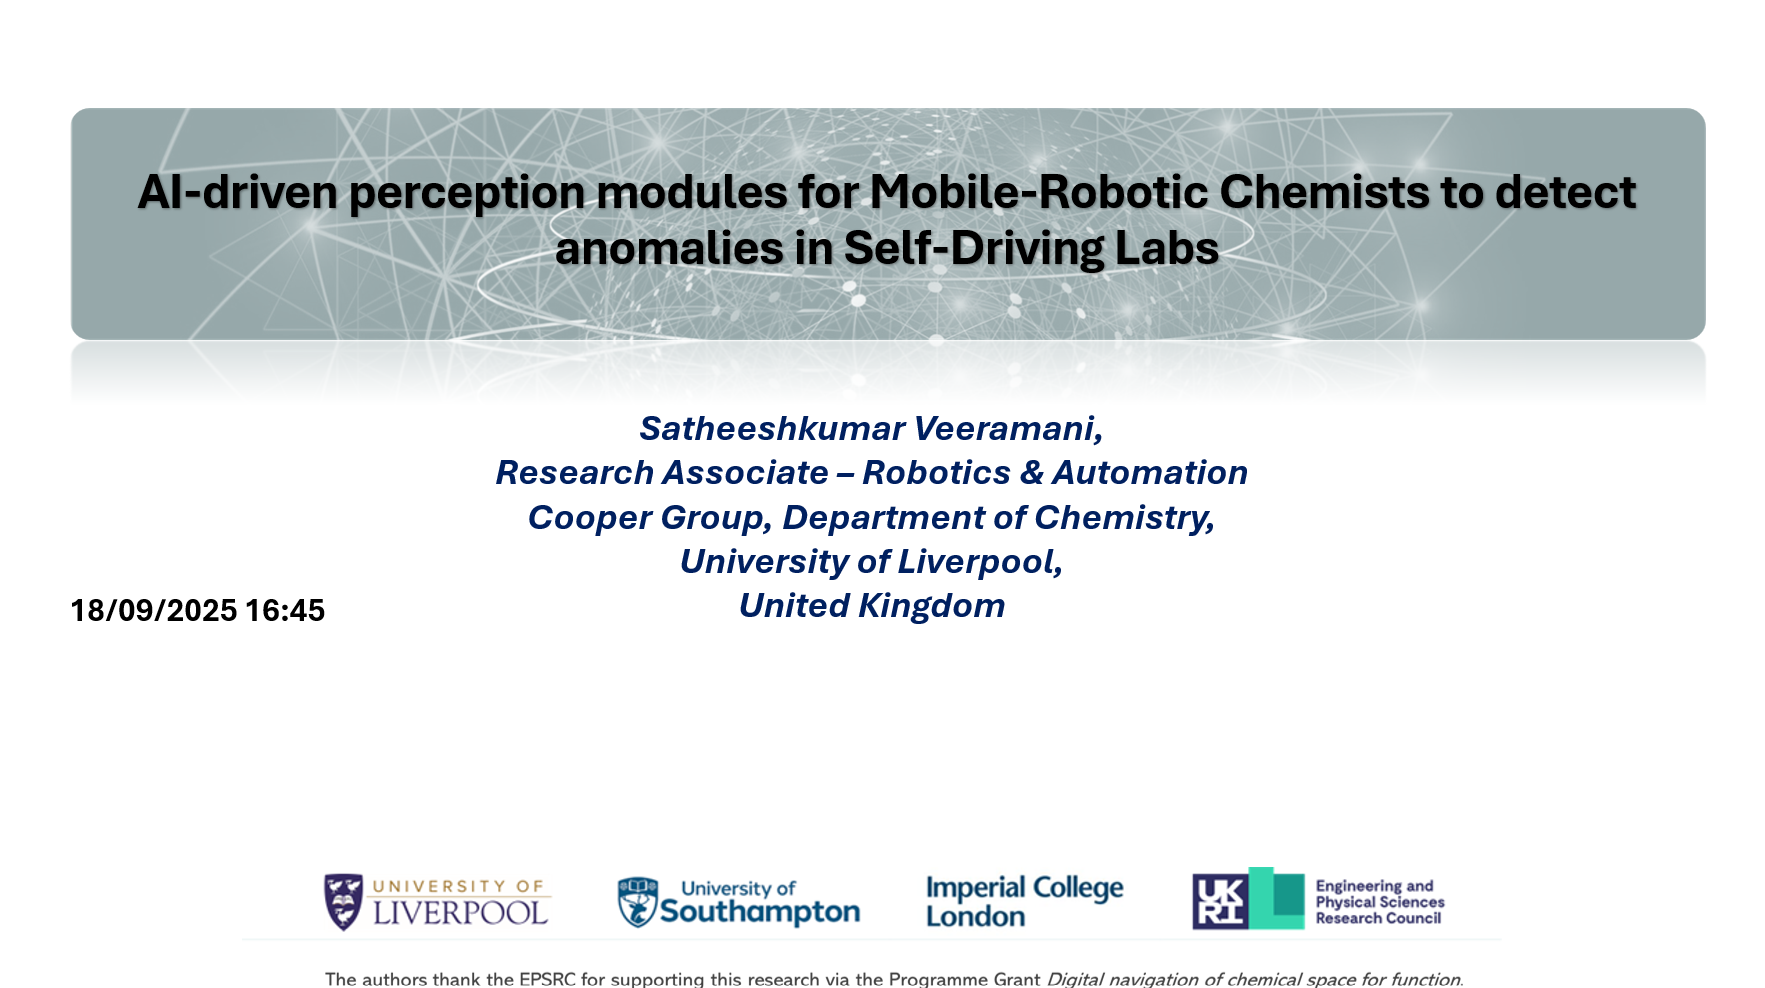 AI-driven perception modules for Mobile-Robotic Chemists to detect
anomalies in Self-Driving Labs
Satheeshkumar Veeramani,
Research Associate – Robotics & Automation
Cooper Group, Department of Chemistry,
University of Liverpool,
United Kingdom
18/09/2025 16:45
UNIVERSITY OF
LIVERPOOL
University of
Southampton
Imperial College
London
UK
RI
Engineering and
Physical Sciences
Research Council
The authors thank the EPSRC for supporting this research via the Programme Grant Digital navigation of chemical space for function.